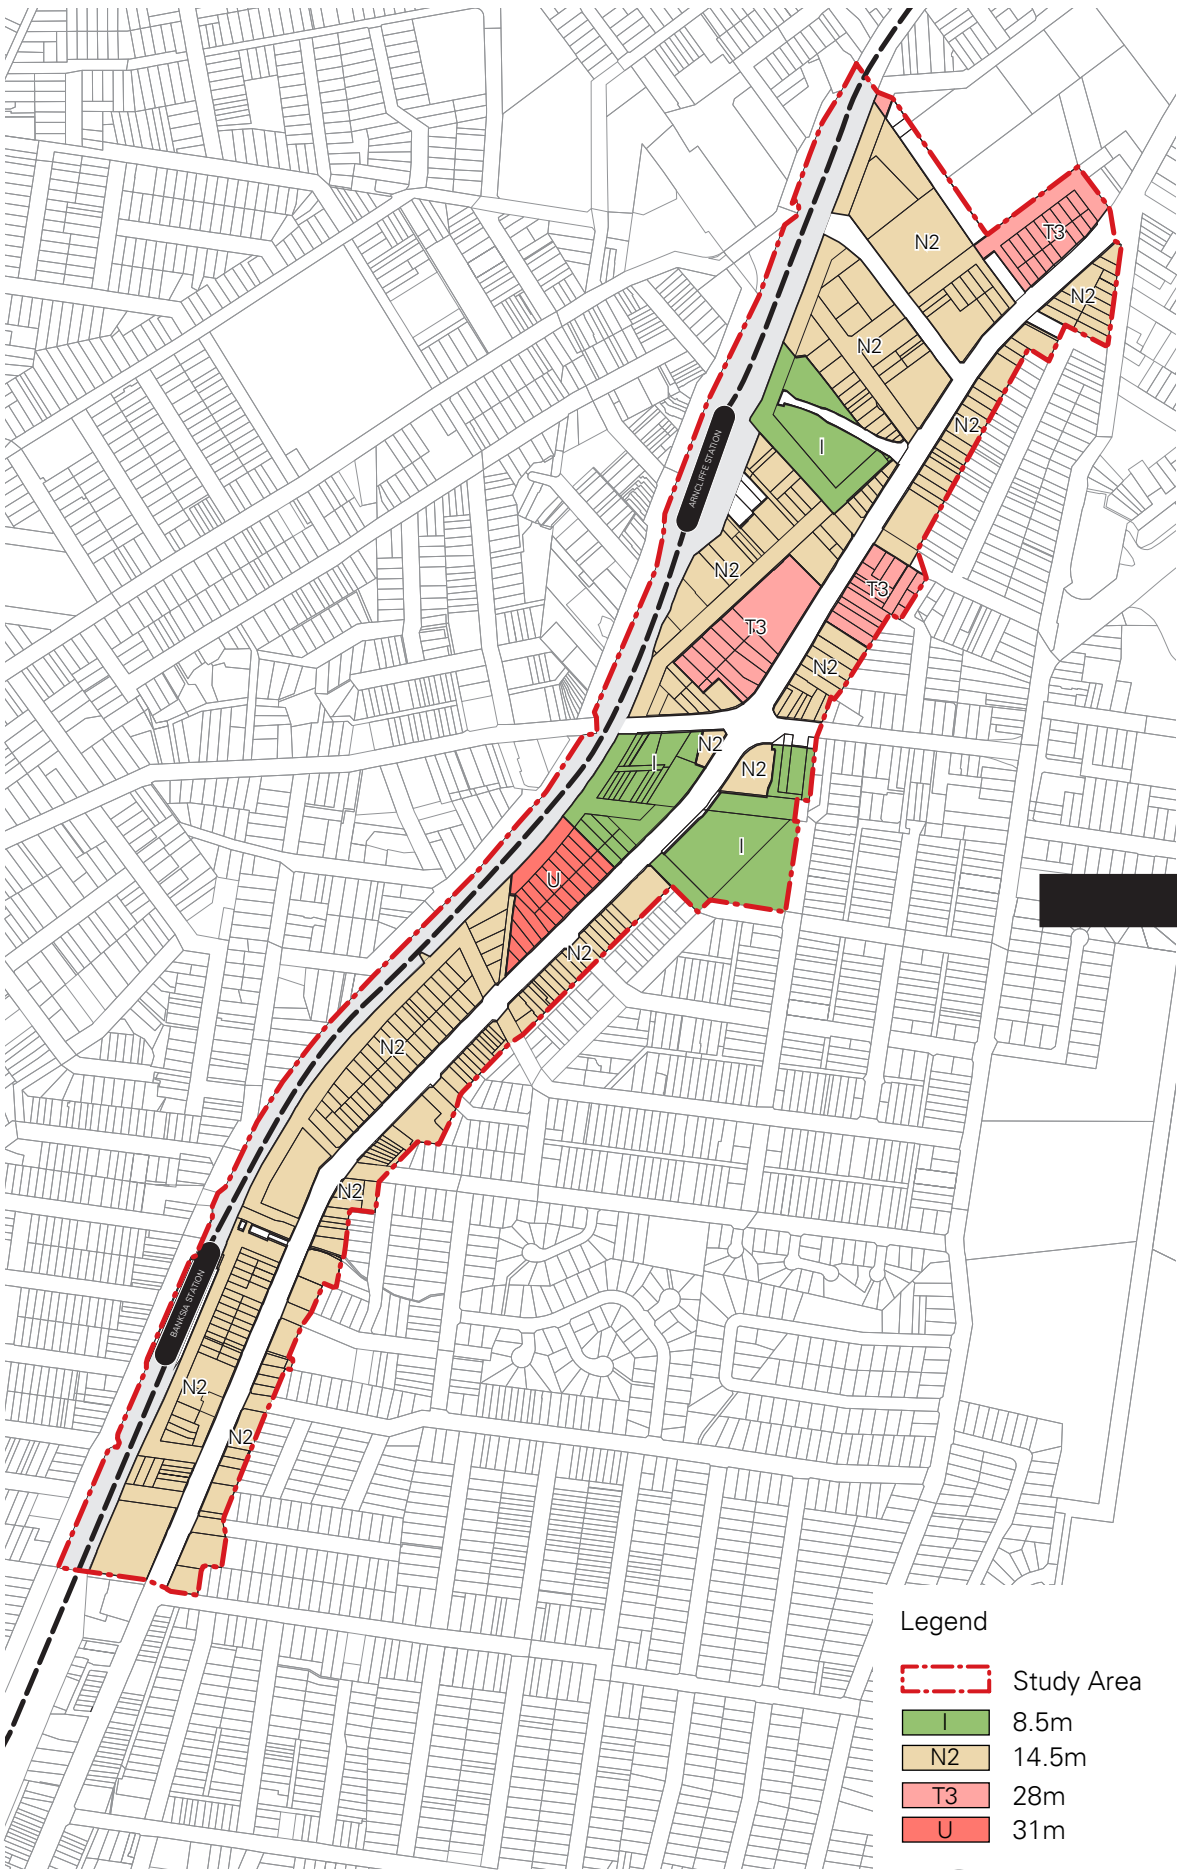 N2
T3
N2
N2
N2
I
ARNCLIFFE STATION
N2
T3
T3
N2
N2
I
N2
I
U
N2
N2
N2
BANKSIA STATION
N2
N2
Legend
Study Area
I 8.5m
N2 14.5m
T3 28m
U 31m